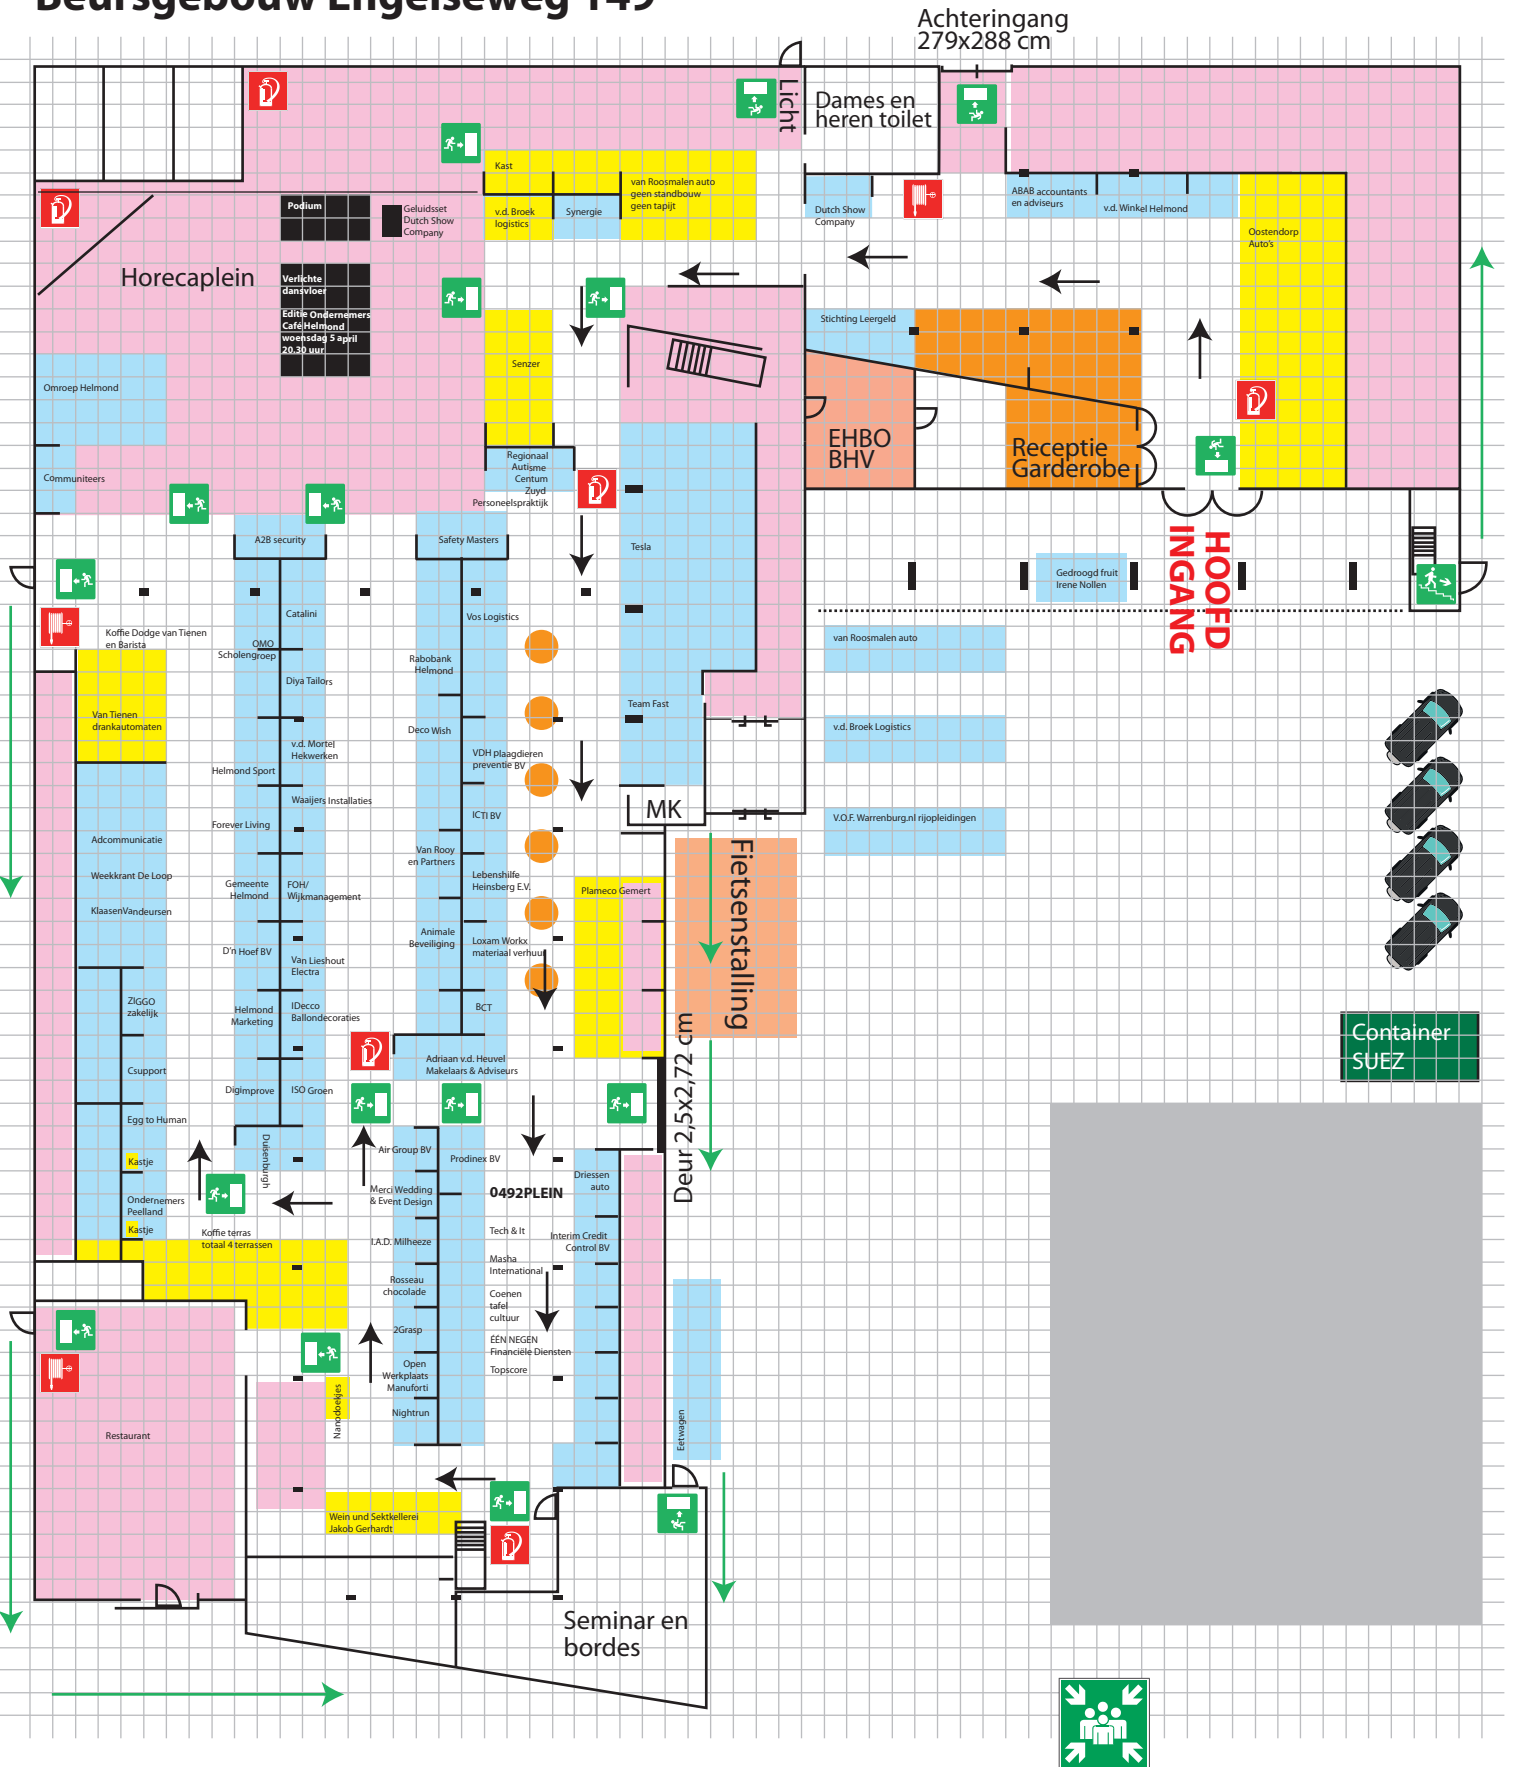 Beursgebouw Engelseweg 149
Achteringang
279x288 cm
Licht
Dames en
heren toilet
Kast
van Roosmalen auto
geen standbouw
geen tapijt
v.d. Broek
logistics
Synergie
Podium
Geluidsset
Dutch Show
Company
Dutch Show
Company
ABAB accountants
en adviseurs
v.d. Winkel Helmond
Oostendorp
Auto's
Horecaplein
Verlichte
dansvloer
Editie Ondernemers
Café Helmond
woensdag 5 april
20.30 uur
Stichting Leergeld
Senzer
Omroep Helmond
EHBO
BHV
Receptie
Garderobe
Regionaal
Autisme
Centum
Zuyd
Personeelspraktijk
Communiteers
A2B security
Safety Masters
Tesla
HOOFD
INGANG
Gedroogd fruit
Irene Nollen
Catalini
Vos Logistics
Koffie Dodge van Tienen
en Barista
OMO
Scholengroep
Rabobank
Helmond
van Roosmalen auto
Diya Tailors
Team Fast
Van Tienen
drankautomaten
Deco Wish
v.d. Broek Logistics
v.d. Mortel
Hekwerken
VDH plaagdieren
preventie BV
Helmond Sport
Waaijers Installaties
MK
Forever Living
ICTI BV
V.O.F. Warrenburg.nl rijopleidingen
Adcommunicatie
Van Rooy
en Partners
Fietsenstalling
Weekkrant De Loop
Gemeente
Helmond
FOH/
Wijkmanagement
Lebenshilfe
Heinsberg E.V.
Plameco Gemert
KlaasenVandeursen
Animale
Beveiliging
Loxam Workx
materiaal verhuur
D'n Hoef BV
Van Lieshout
Electra
ZIGGO
zakelijk
Helmond
Marketing
IDecco
Ballondecoraties
BCT
Deur 2,5x2,72 cm
Container
SUEZ
Adriaan v.d. Heuvel
Makelaars & Adviseurs
Csupport
Digimprove
ISO Groen
Egg to Human
Duisenburgh
Air Group BV
Prodinex BV
Kastje
Driessen
auto
Merci Wedding
& Event Design
0492PLEIN
Ondernemers
Peelland
Kastje
Koffie terras
totaal 4 terrassen
Tech & It
I.A.D. Milheeze
Interim Credit
Control BV
Masha
International
Rosseau
chocolade
Coenen
tafel
cultuur
2Grasp
ÉÉN NEGEN
Financiële Diensten
Open
Werkplaats
Manuforti
Topscore
Nanodoekjes
Nightrun
Eetwagen
Restaurant
Wein und Sektkellerei
Jakob Gerhardt
Seminar en
bordes